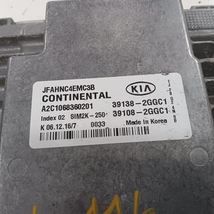 JFAHNC4EMC3B
CONTINENTAL
KIA
A2C1068360201
39138-2GGC1
Index 02 SIM2K-250
39108-2GGC1
K 06.12.16/7 0033
Made in Korea